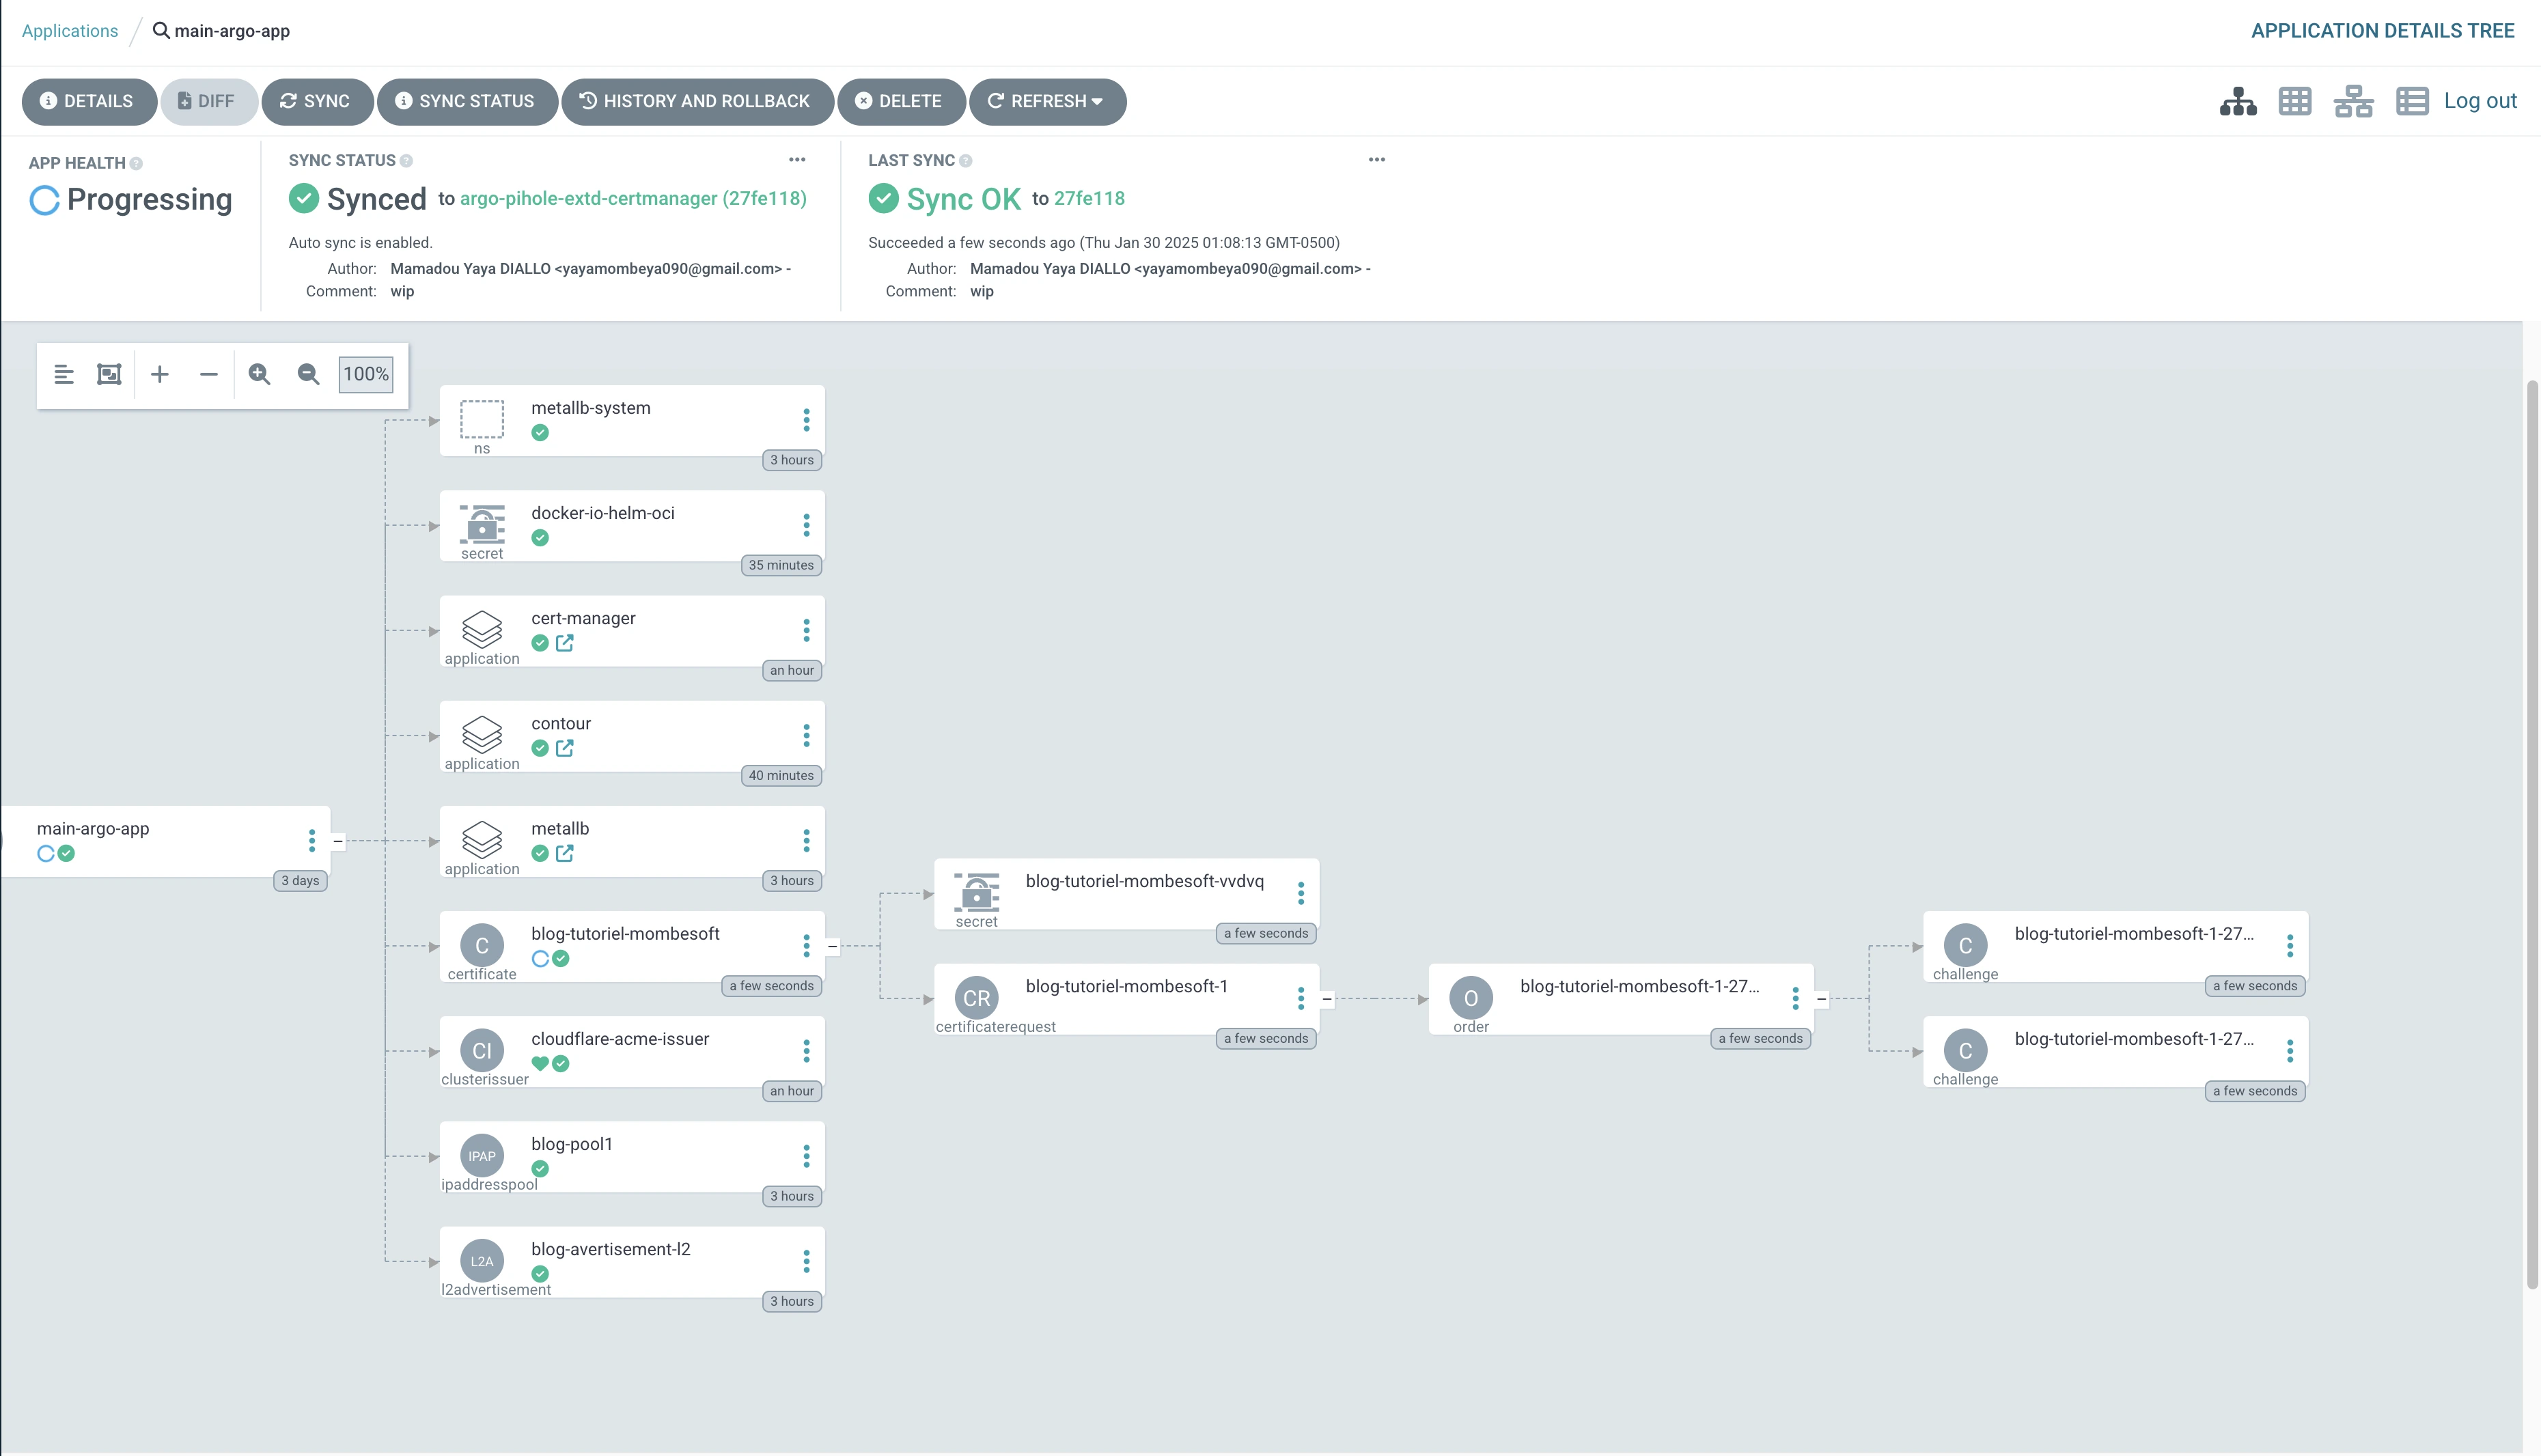 Applications / main-argo-app
APPLICATION DETAILS TREE
DETAILS DIFF SYNC SYNC STATUS HISTORY AND ROLLBACK DELETE REFRESH
Log out
APP HEALTH
Progressing
SYNC STATUS
Synced to argo-pihole-extd-certmanager (27fe118)
Auto sync is enabled.
Author: Mamadou Yaya DIALLO <yayamombeya090@gmail.com> -
Comment: wip
LAST SYNC
Sync OK to 27fe118
Succeeded a few seconds ago (Thu Jan 30 2025 01:08:13 GMT-0500)
Author: Mamadou Yaya DIALLO <yayamombeya090@gmail.com> -
Comment: wip
100%
main-argo-app
3 days
metallb-system
ns
3 hours
docker-io-helm-oci
secret
35 minutes
cert-manager
application
an hour
contour
application
40 minutes
metallb
application
3 hours
C
blog-tutoriel-mombesoft
certificate
a few seconds
CI
cloudflare-acme-issuer
clusterissuer
an hour
IPAP
blog-pool1
ipaddresspool
3 hours
L2A
blog-avertisement-l2
l2advertisement
3 hours
blog-tutoriel-mombesoft-vvdvq
secret
a few seconds
CR
blog-tutoriel-mombesoft-1
certificaterequest
a few seconds
O
blog-tutoriel-mombesoft-1-27...
order
a few seconds
C
blog-tutoriel-mombesoft-1-27...
challenge
a few seconds
C
blog-tutoriel-mombesoft-1-27...
challenge
a few seconds